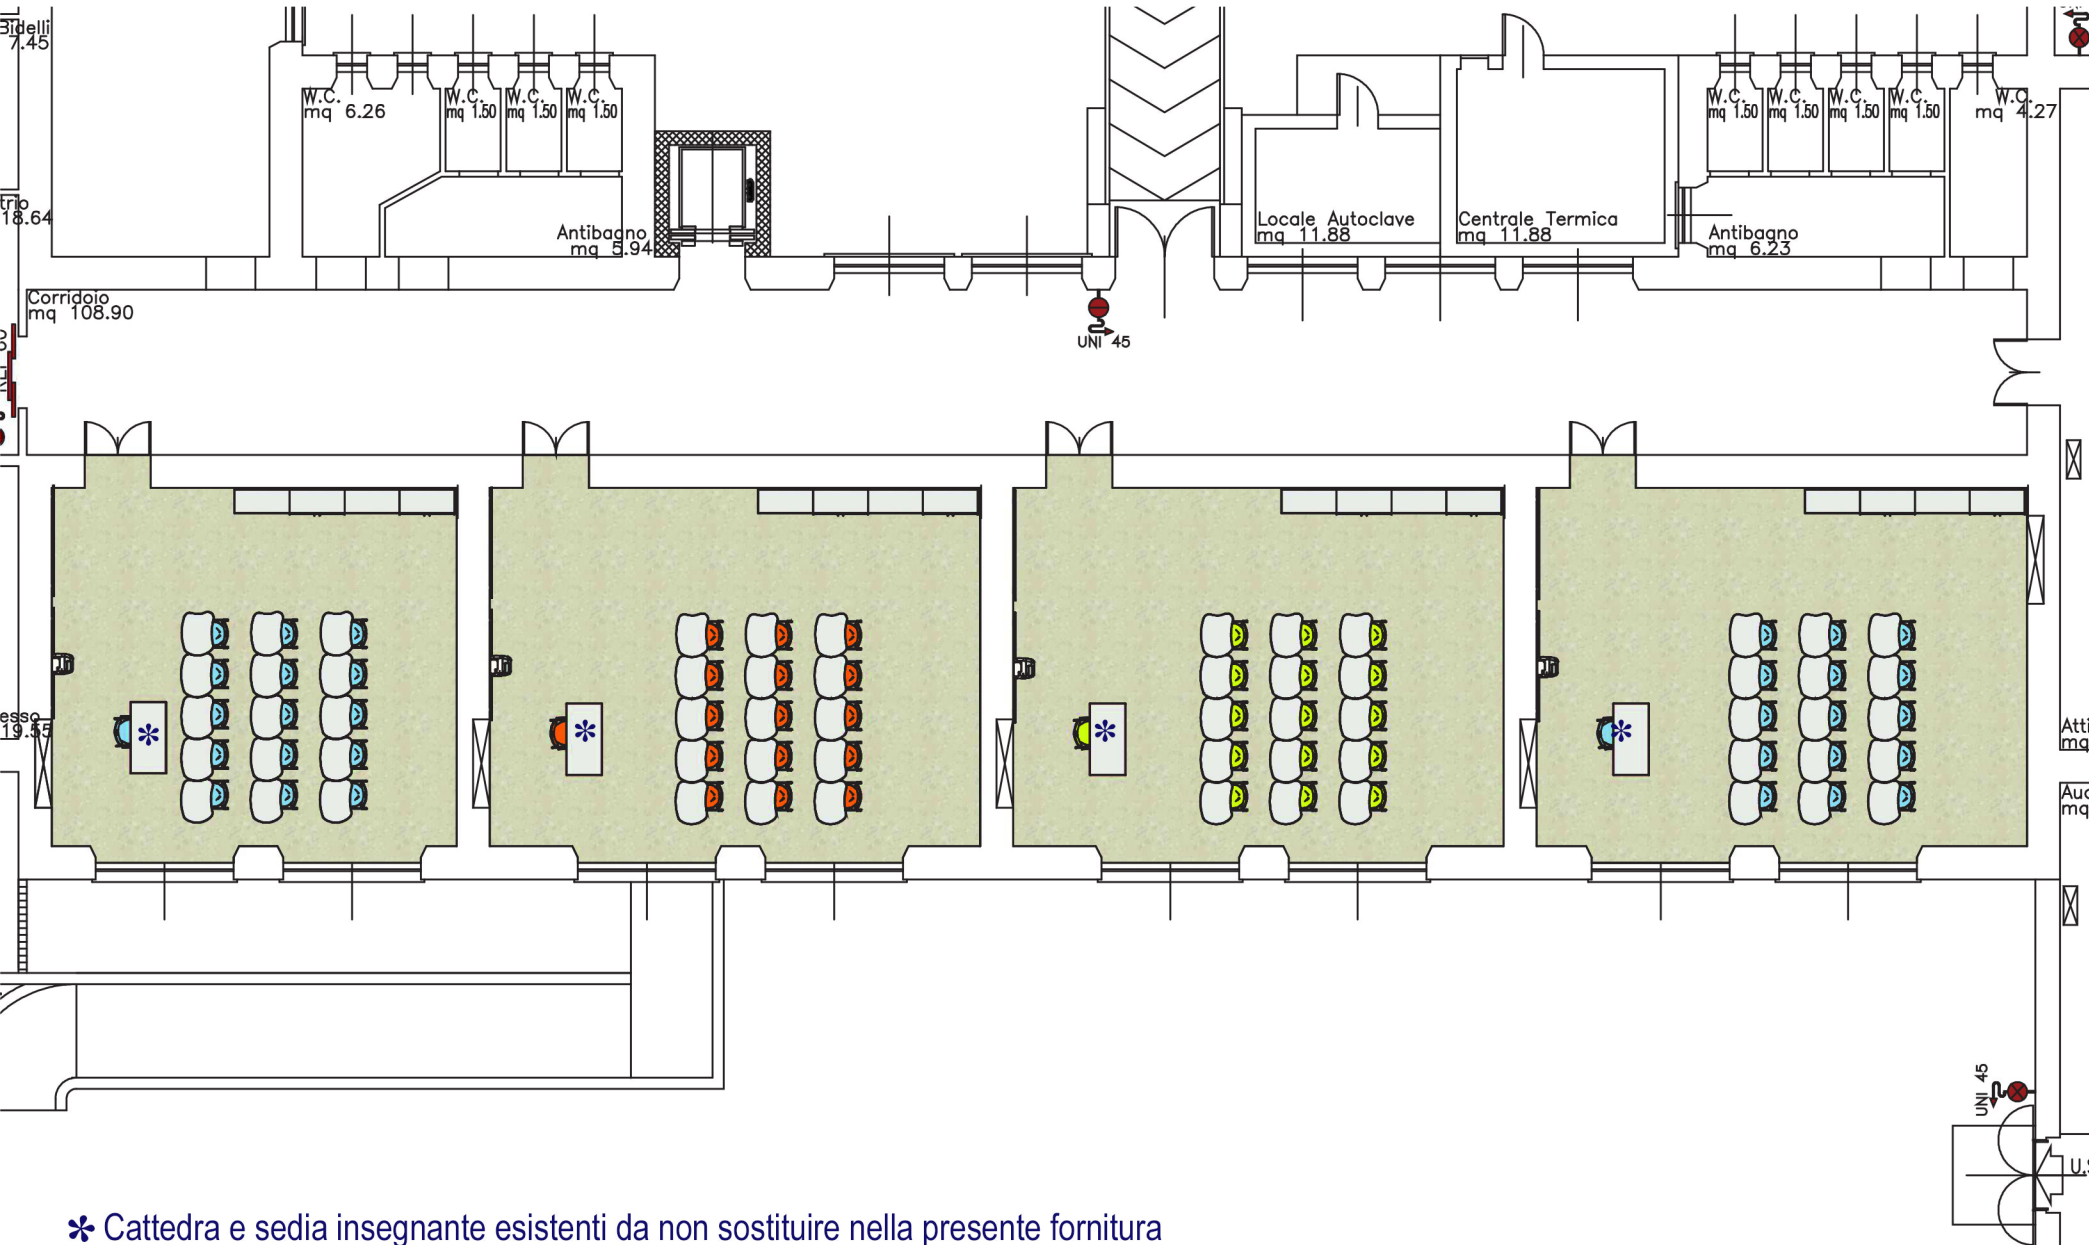 Bidelli
7.45
W.C.
mq 6.26
W.C.
mq 1.50
W.C.
mq 1.50
W.C.
mq 1.50
W.C.
mq 1.50
W.C.
mq 1.50
W.C.
mq 1.50
W.C.
mq 1.50
W.C.
mq 4.27
trio
18.64
Antibagno
mq 5.94
Locale Autoclave
mq 11.88
Centrale Termica
mq 11.88
Antibagno
mq 6.23
Corridoio
mq 108.90
UNI 45
esso
19.55
Atti
mq
mq
UNI 45
* Cattedra e sedia insegnante esistenti da non sostituire nella presente fornitura